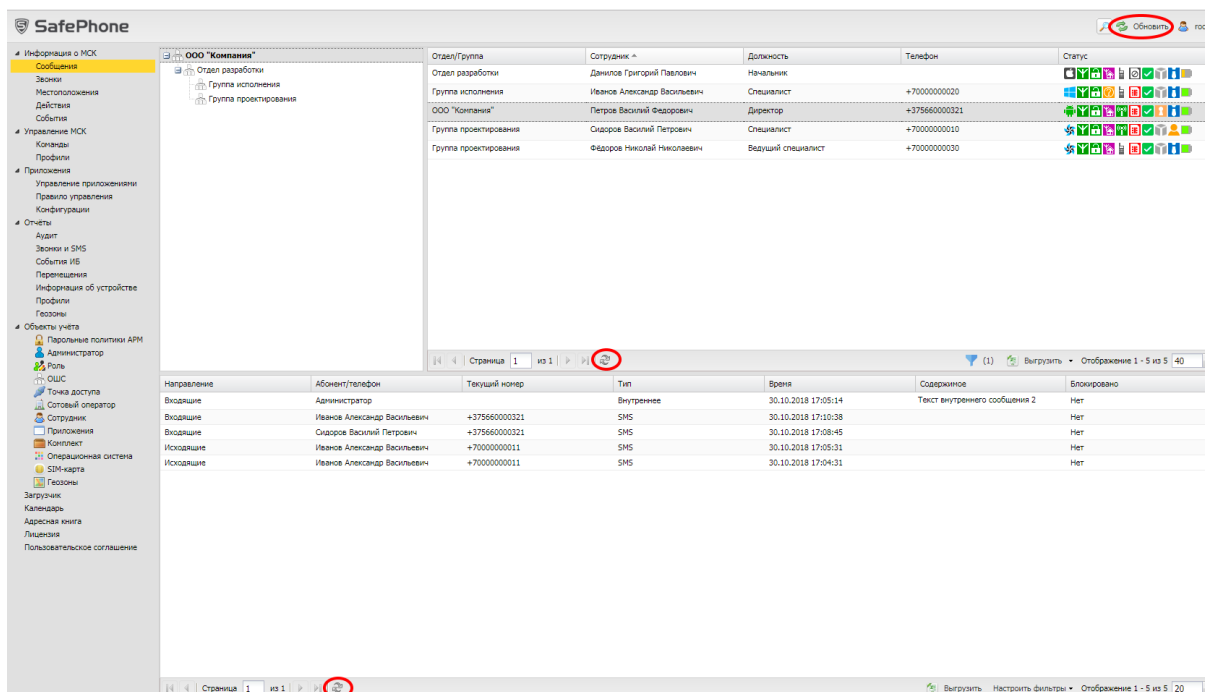 SafePhone
Обновить
Информация о МСК
Сообщения
Звонки
Местоположения
Действия
События
Управление МСК
Команды
Профили
Приложения
Управление приложениями
Правило управления
Конфигурации
Отчёты
Аудит
Звонки и SMS
События ИБ
Перемещения
Информация об устройстве
Профили
Геозоны
Объекты учёта
Парольные политики АРМ
Администратор
Роль
ОШС
Точка доступа
Сотовый оператор
Сотрудник
Приложения
Комплект
Операционная система
SIM-карта
Геозоны
Загрузчик
Календарь
Адресная книга
Лицензия
Пользовательское соглашение
ООО "Компания"
Отдел разработки
Группа исполнения
Группа проектирования
Отдел/Группа Сотрудник Должность Телефон Статус
Отдел разработки Данилов Григорий Павлович Начальник
Группа исполнения Иванов Александр Васильевич Специалист +70000000020
ООО "Компания" Петров Василий Федорович Директор +375660000321
Группа проектирования Сидоров Василий Петрович Специалист +70000000010
Группа проектирования Фёдоров Николай Николаевич Ведущий специалист +70000000030
Страница 1 из 1 (1) Выгрузить Отображение 1 - 5 из 5 40
Направление Абонент/телефон Текущий номер Тип Время Содержимое Блокировано
Входящие Администратор Внутреннее 30.10.2018 17:05:14 Текст внутреннего сообщения 2 Нет
Входящие Иванов Александр Васильевич +375660000321 SMS 30.10.2018 17:10:38 Нет
Входящие Сидоров Василий Петрович +375660000321 SMS 30.10.2018 17:08:45 Нет
Исходящие Иванов Александр Васильевич +70000000011 SMS 30.10.2018 17:05:31 Нет
Исходящие Иванов Александр Васильевич +70000000011 SMS 30.10.2018 17:04:31 Нет
Страница 1 из 1 Выгрузить Настроить фильтры Отображение 1 - 5 из 5 20